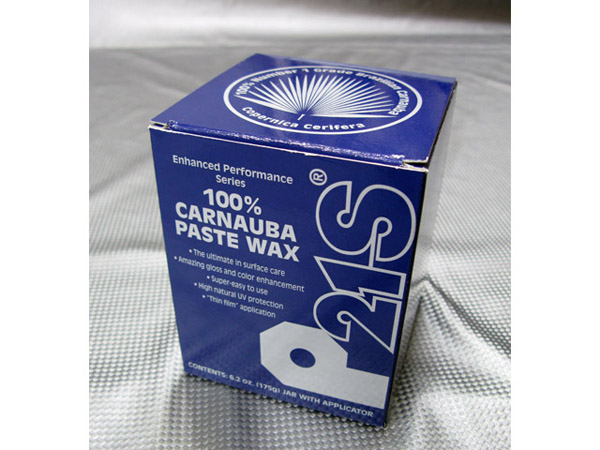 100% Number 1 Grade Brazilian Carnauba
Copernica Cerifera
Enhanced Performance
Series
100%
CARNAUBA
PASTE WAX
• The ultimate in surface care
• Amazing gloss and color enhancement
• Super-easy to use
• High natural UV protection
• "Thin film" application
P21S®
CONTENTS: 6.2 oz. (175g) JAR WITH APPLICATOR